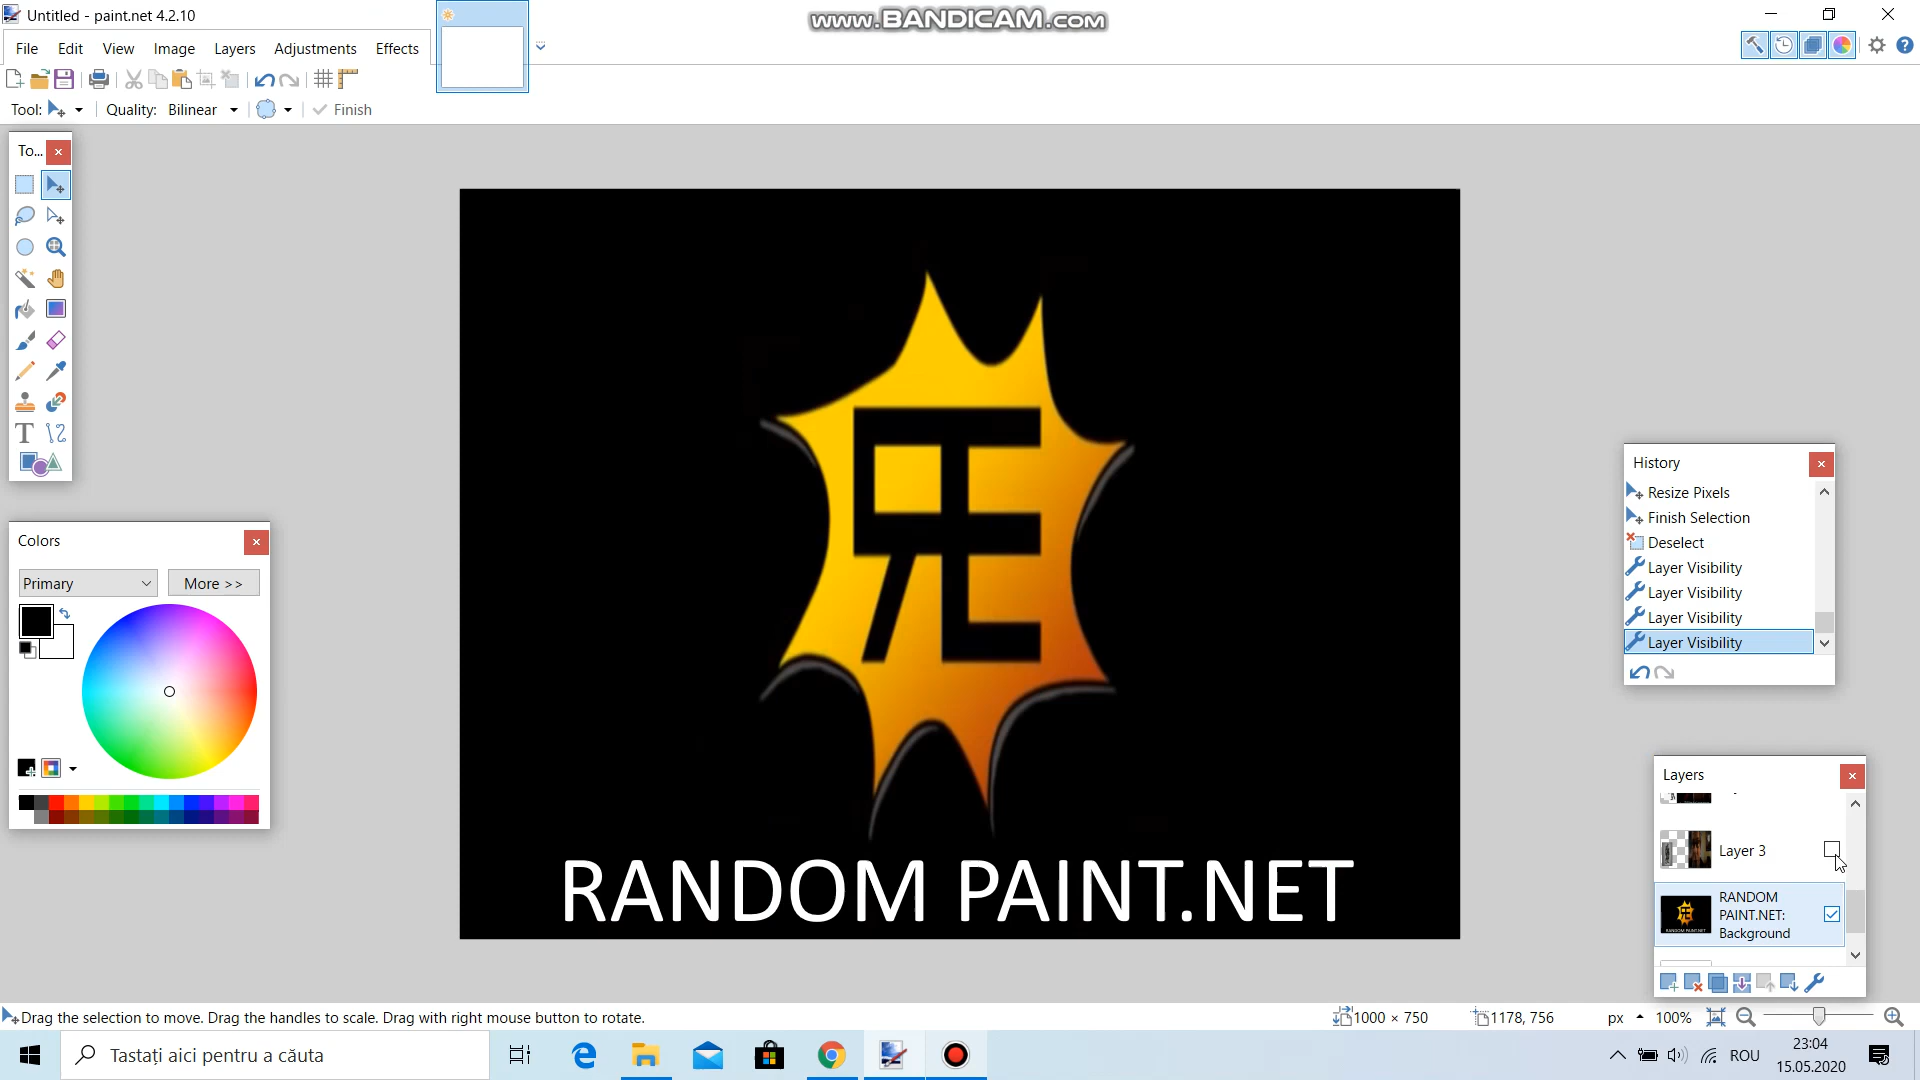 Untitled - paint.net 4.2.10
www.BANDICAM.com
File Edit View Image Layers Adjustments Effects
Tool: Quality: Bilinear Finish
To...
Colors
Primary More >>
RANDOM PAINT.NET
History
Resize Pixels
Finish Selection
Deselect
Layer Visibility
Layer Visibility
Layer Visibility
Layer Visibility
Layers
Layer 3
RANDOM
PAINT.NET:
Background
Drag the selection to move. Drag the handles to scale. Drag with right mouse button to rotate.
1000 × 750 1178, 756 px 100%
Tastați aici pentru a căuta
ROU
23:04
15.05.2020